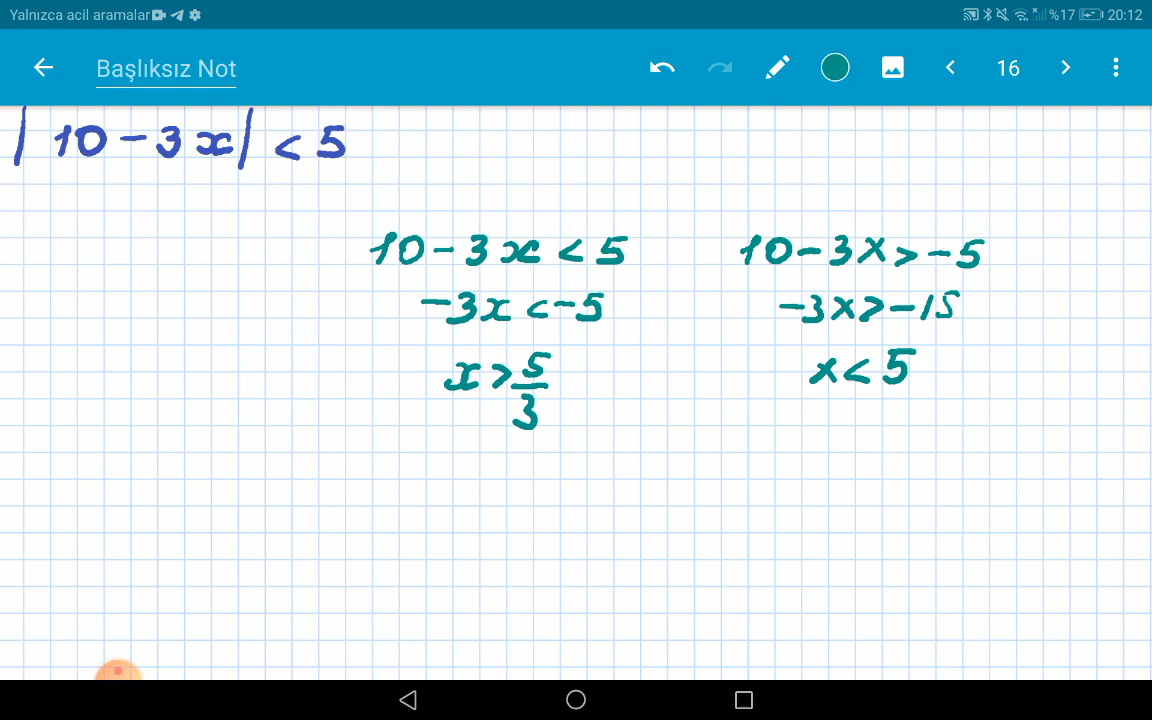 Yalnızca acil aramalar %17 20:12
Başlıksız Not 16
|10-3x| < 5
10-3x < 5
-3x < -5
x > 5/3
10-3x > -5
-3x > -15
x < 5